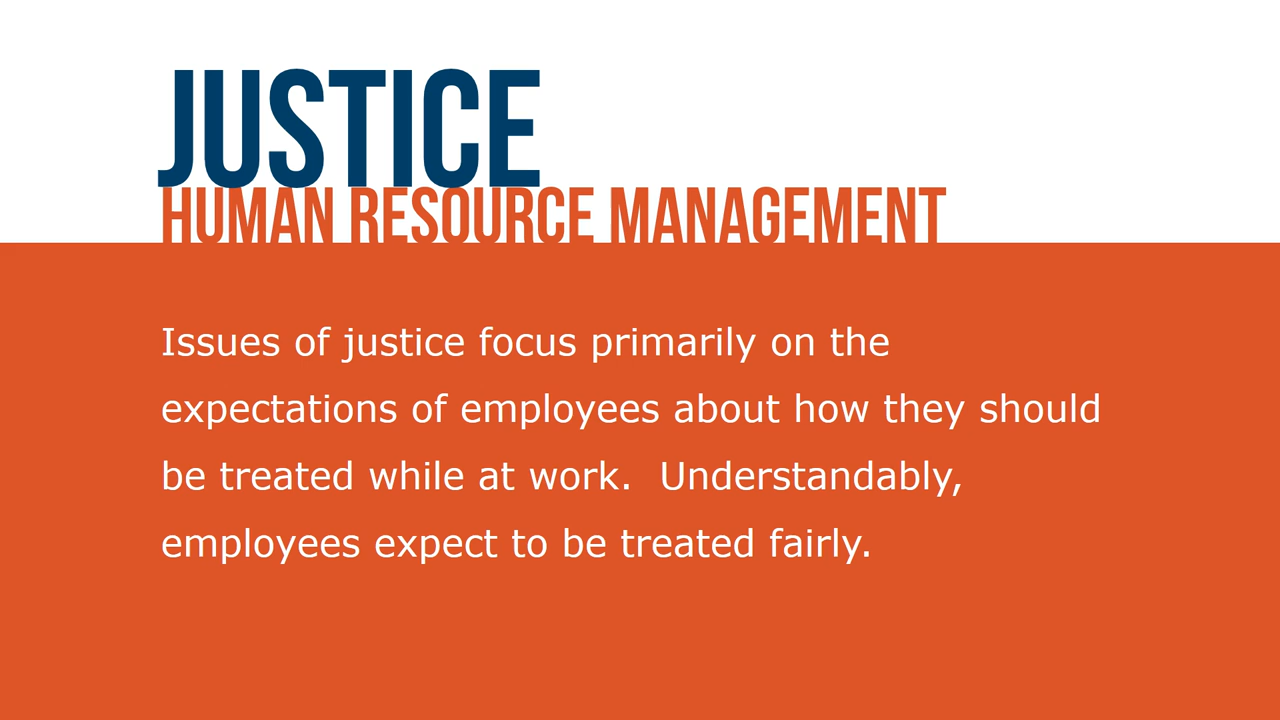 JUSTICE
HUMAN RESOURCE MANAGEMENT
Issues of justice focus primarily on the
expectations of employees about how they should
be treated while at work.  Understandably,
employees expect to be treated fairly.